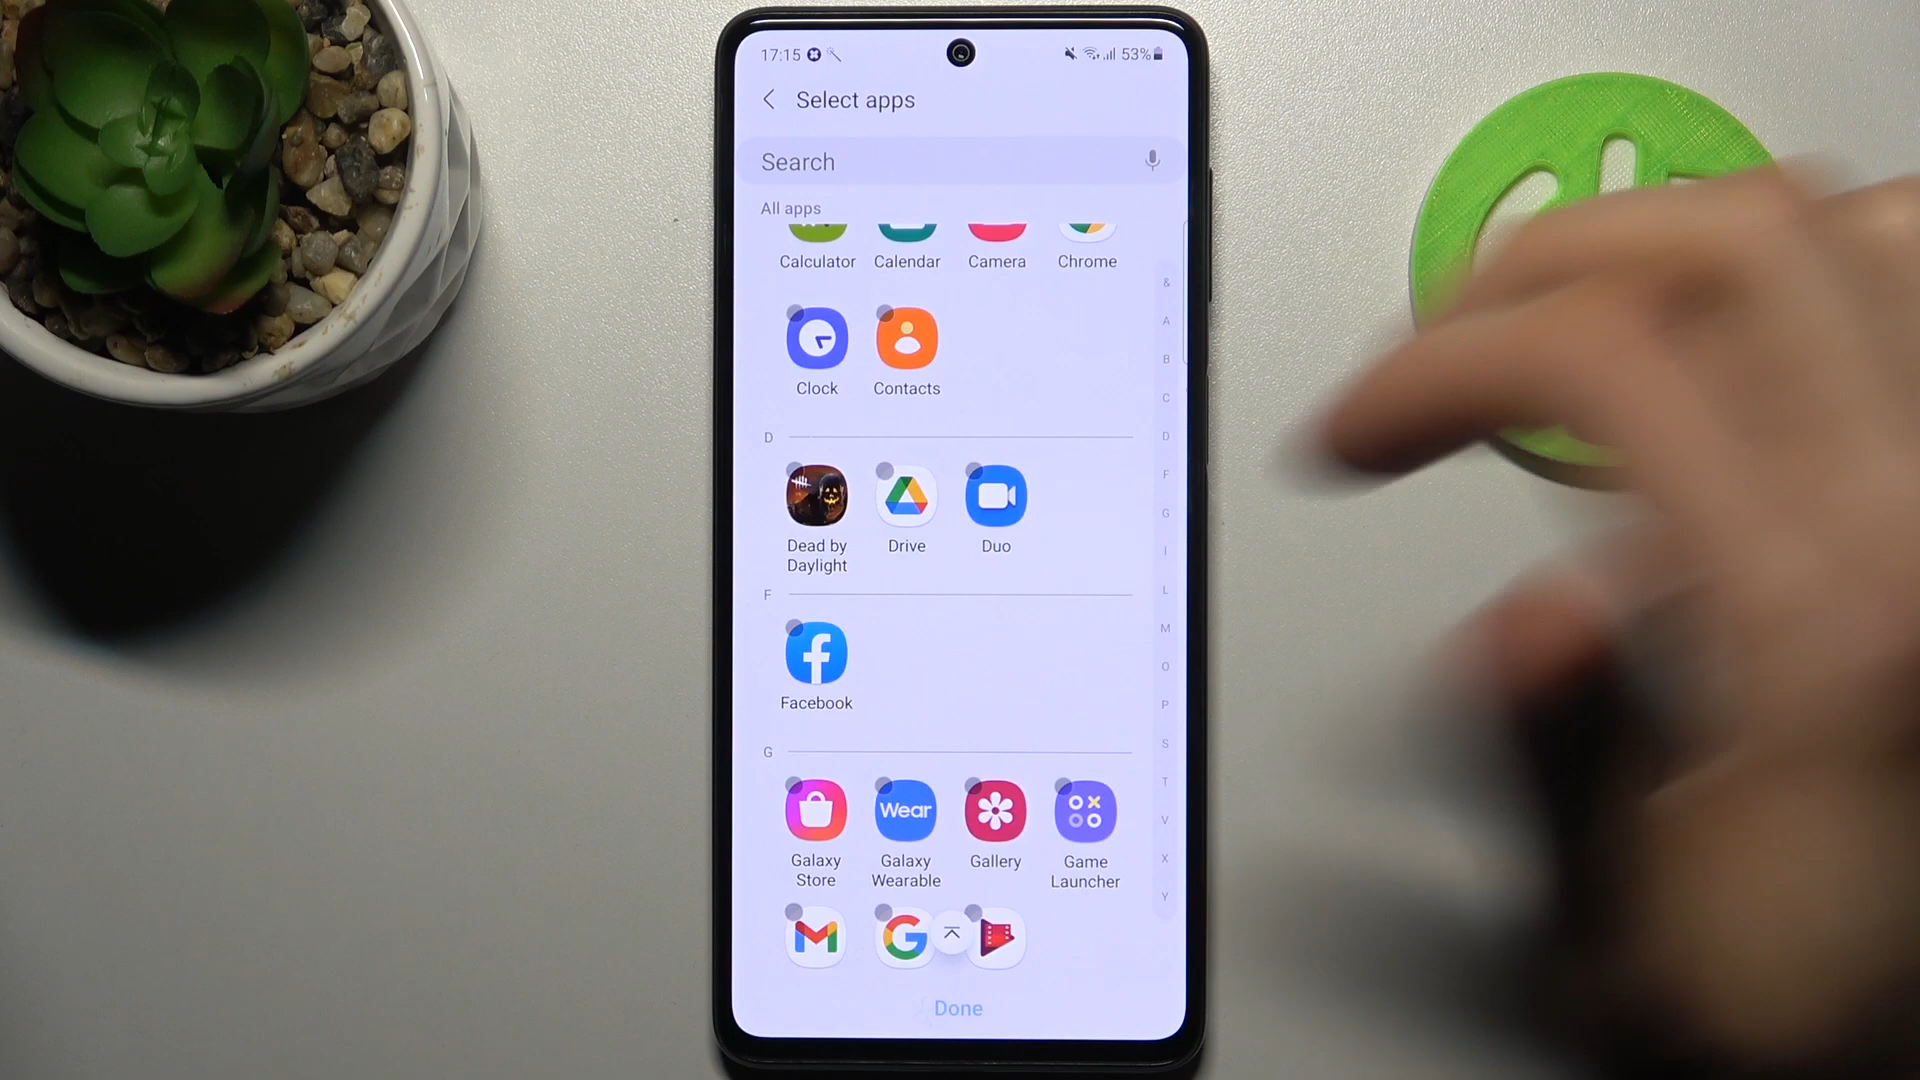 17:15 53%
Select apps
Search
All apps
Calculator Calendar Camera Chrome
Clock Contacts
D
Dead by Daylight Drive Duo
F
Facebook
G
Wear
Galaxy Store Galaxy Wearable Gallery Game Launcher
Done
&
A
B
C
D
F
G
I
L
M
O
P
S
T
V
X
Y